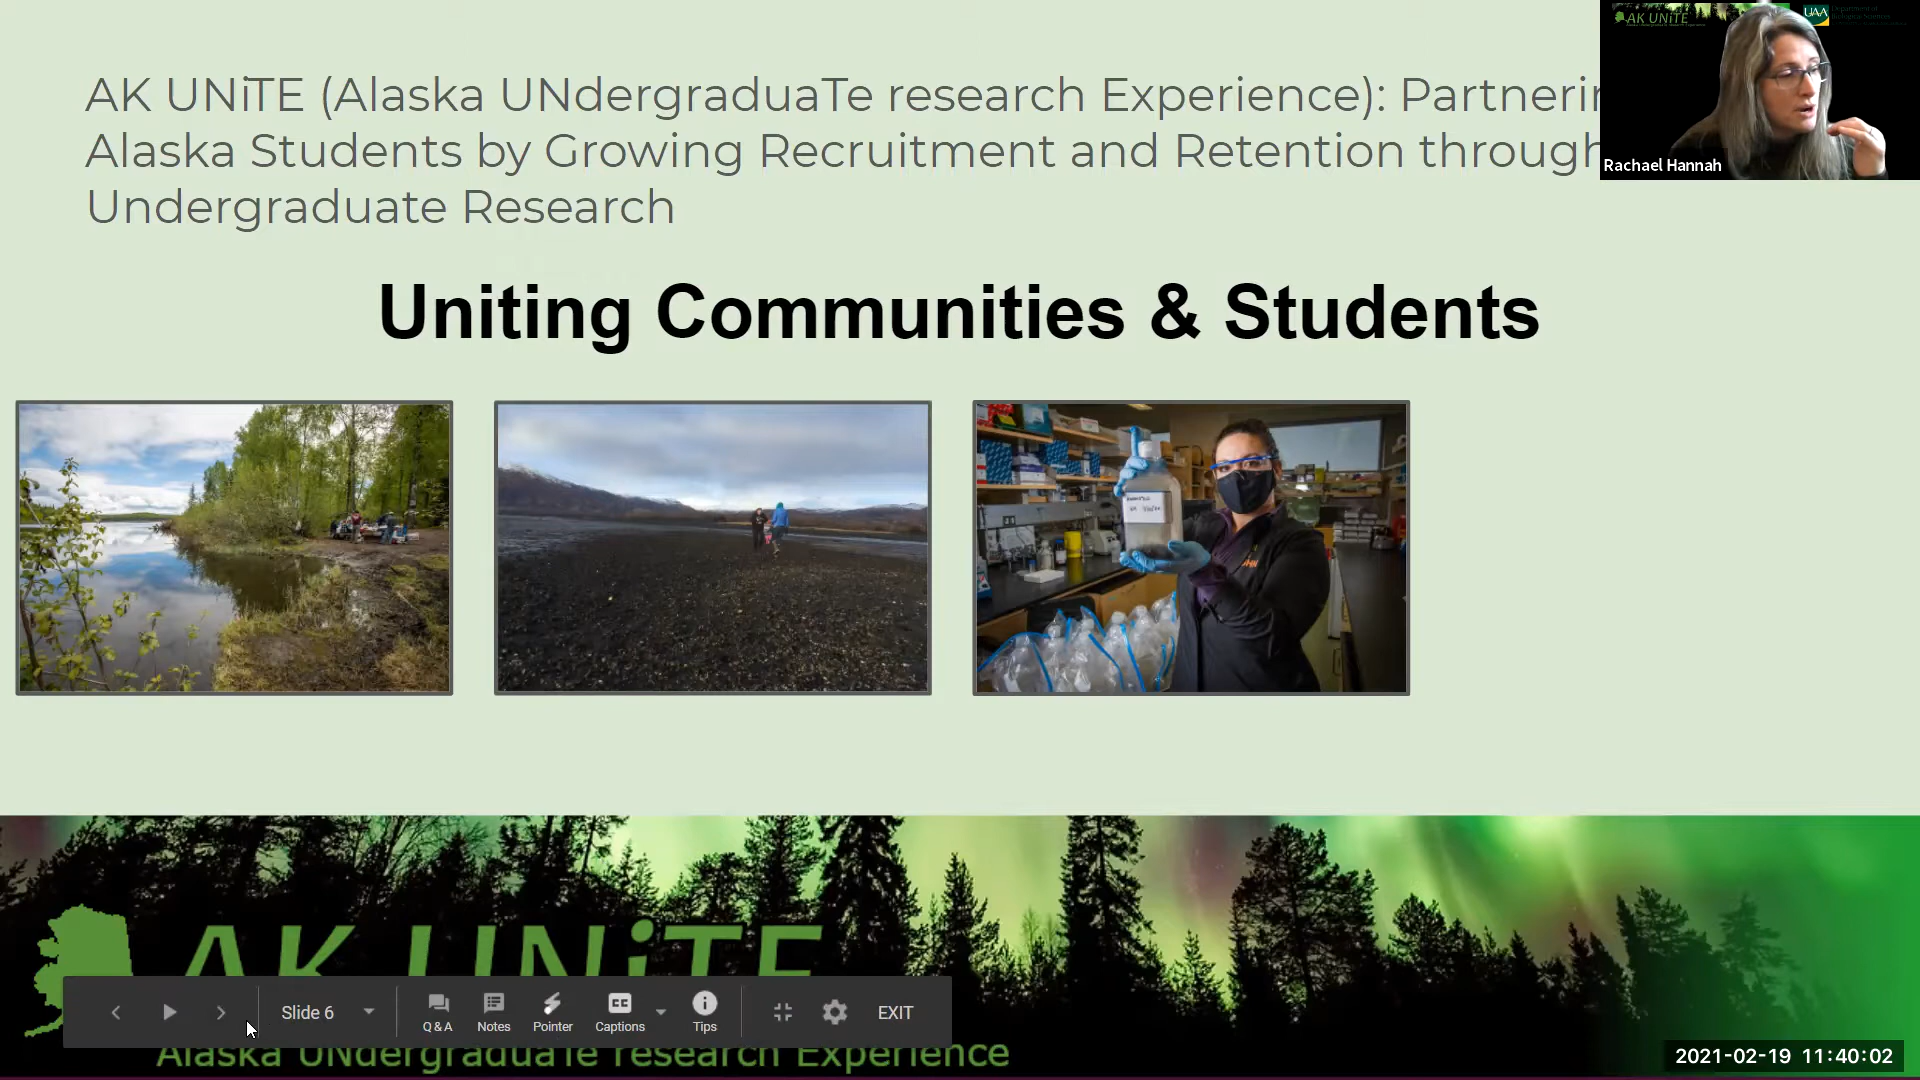 AK UNiTE (Alaska UNdergraduaTe research Experience): Partneri
Alaska Students by Growing Recruitment and Retention through
Undergraduate Research
AK UNiTE
UAA
Rachael Hannah
Uniting Communities & Students
AK UNiTE
Slide 6
Q & A
Notes
Pointer
Captions
Tips
EXIT
Alaska UNdergraduaTe research Experience
2021-02-19 11:40:02